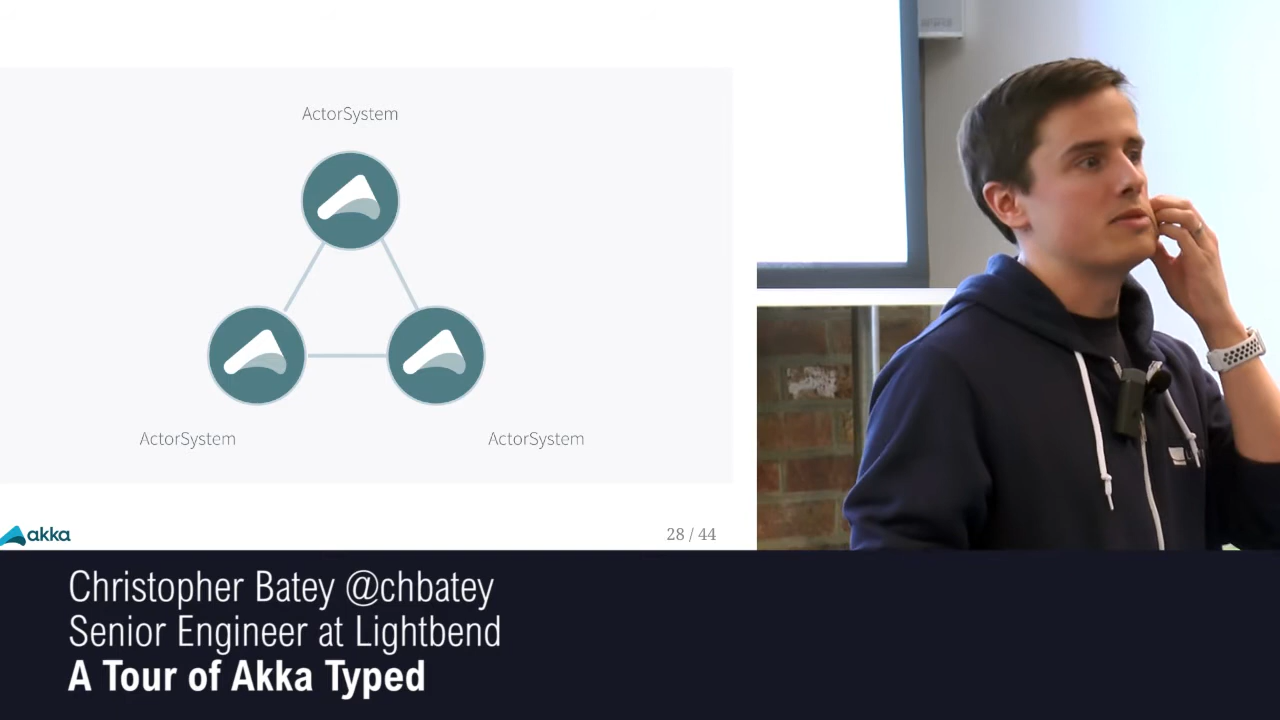 ActorSystem
ActorSystem
ActorSystem
akka
28 / 44
Christopher Batey @chbatey
Senior Engineer at Lightbend
A Tour of Akka Typed